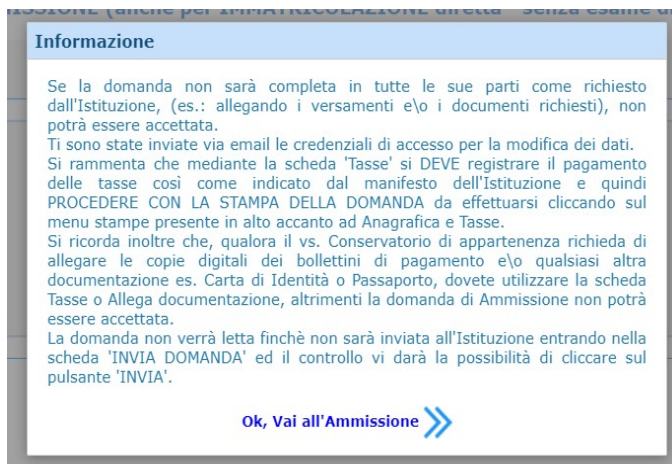 MISSIONE (anche per IMMATRICOLAZIONE diretta - senza esame di
Informazione
Se la domanda non sarà completa in tutte le sue parti come richiesto
dall'Istituzione, (es.: allegando i versamenti e\o i documenti richiesti), non
potrà essere accettata.
Ti sono state inviate via email le credenziali di accesso per la modifica dei dati.
Si rammenta che mediante la scheda 'Tasse' si DEVE registrare il pagamento
delle tasse così come indicato dal manifesto dell'Istituzione e quindi
PROCEDERE CON LA STAMPA DELLA DOMANDA da effettuarsi cliccando sul
menu stampe presente in alto accanto ad Anagrafica e Tasse.
Si ricorda inoltre che, qualora il vs. Conservatorio di appartenenza richieda di
allegare le copie digitali dei bollettini di pagamento e\o qualsiasi altra
documentazione es. Carta di Identità o Passaporto, dovete utilizzare la scheda
Tasse o Allega documentazione, altrimenti la domanda di Ammissione non potrà
essere accettata.
La domanda non verrà letta finchè non sarà inviata all'Istituzione entrando nella
scheda 'INVIA DOMANDA' ed il controllo vi darà la possibilità di cliccare sul
pulsante 'INVIA'.
Ok, Vai all'Ammissione